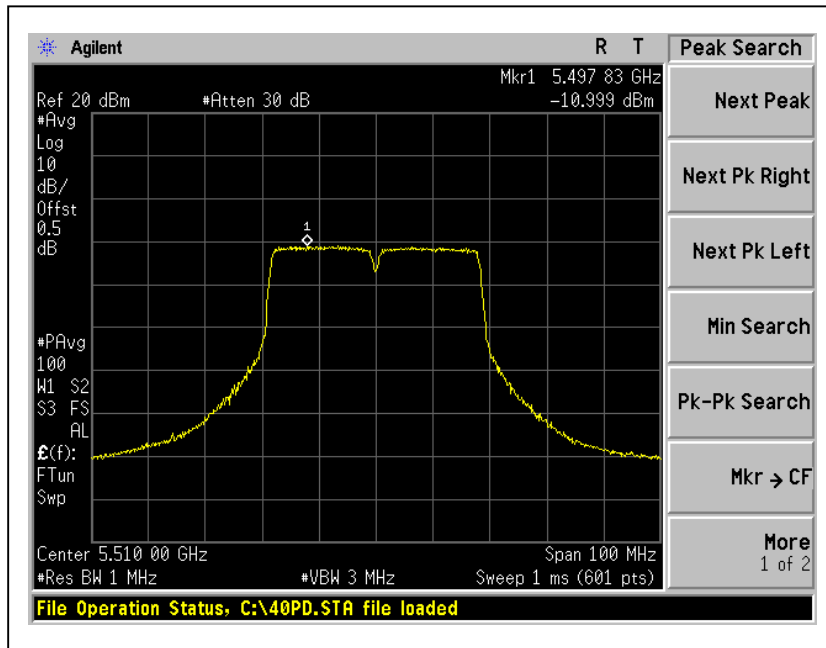 Agilent R T Peak Search
Mkr1 5.497 83 GHz
Ref 20 dBm #Atten 30 dB -10.999 dBm
#Avg
Log
10
dB/
Offst
0.5
dB
1
#PAvg
100
W1 S2
S3 FS
AL
£(f):
FTun
Swp
Center 5.510 00 GHz Span 100 MHz
#Res BW 1 MHz #VBW 3 MHz Sweep 1 ms (601 pts)
File Operation Status, C:\40PD.STA file loaded
Next Peak
Next Pk Right
Next Pk Left
Min Search
Pk-Pk Search
Mkr → CF
More
1 of 2